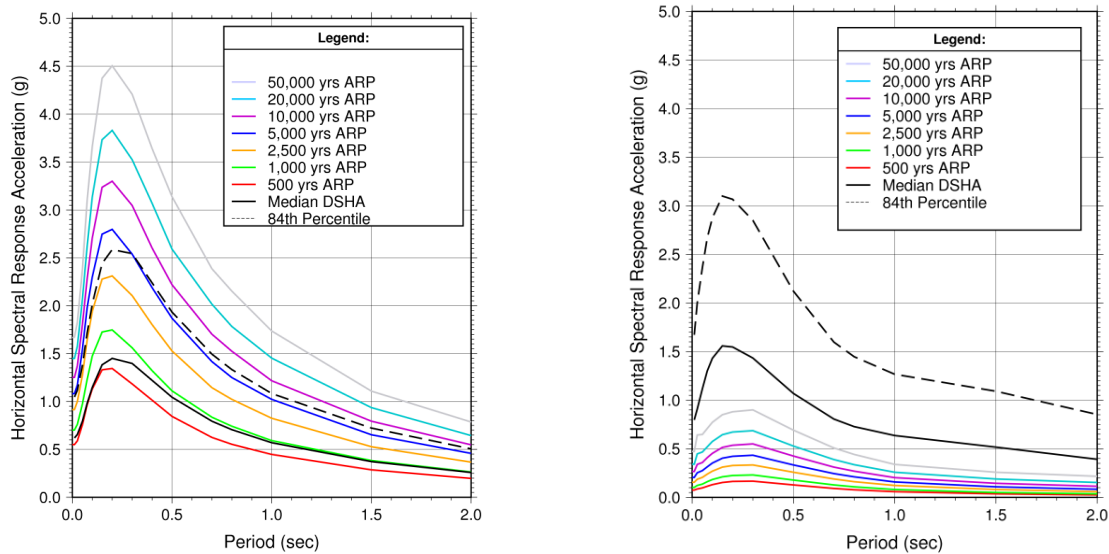 Horizontal Spectral Response Acceleration (g)
5.0
4.5
4.0
3.5
3.0
2.5
2.0
1.5
1.0
0.5
0.0
Legend:
50,000 yrs ARP
20,000 yrs ARP
10,000 yrs ARP
5,000 yrs ARP
2,500 yrs ARP
1,000 yrs ARP
500 yrs ARP
Median DSHA
84th Percentile
0.0 0.5 1.0 1.5 2.0
Period (sec)
Horizontal Spectral Response Acceleration (g)
5.0
4.5
4.0
3.5
3.0
2.5
2.0
1.5
1.0
0.5
0.0
Legend:
50,000 yrs ARP
20,000 yrs ARP
10,000 yrs ARP
5,000 yrs ARP
2,500 yrs ARP
1,000 yrs ARP
500 yrs ARP
Median DSHA
84th Percentile
0.0 0.5 1.0 1.5 2.0
Period (sec)